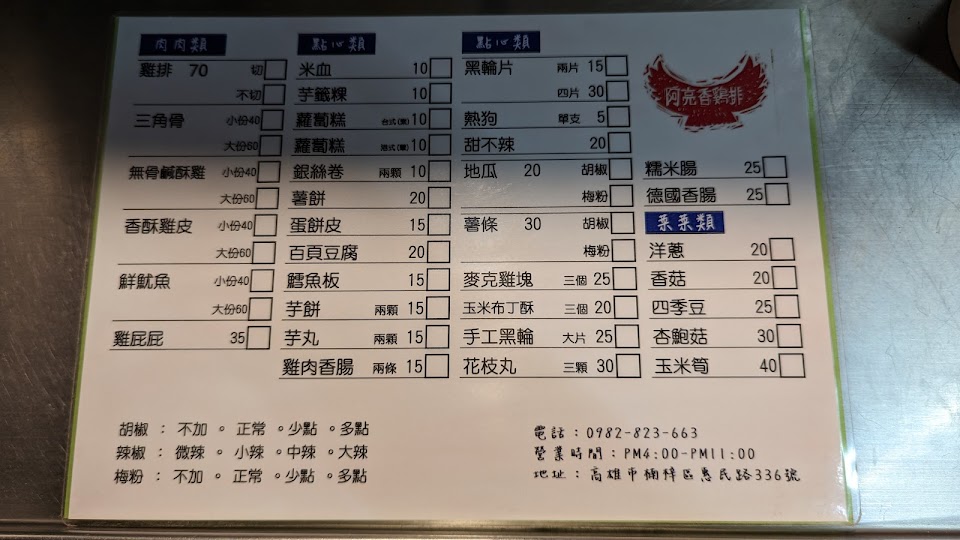 肉肉類
雞排 70 切
不切
三角骨 小份40
大份60
無骨鹹酥雞 小份40
大份60
香酥雞皮 小份40
大份60
鮮魷魚 小份40
大份60
雞屁屁 35
點心類
米血 10
芋籤粿 10
蘿蔔糕 台式(鹹)10
蘿蔔糕 港式(鹹)10
銀絲卷 兩顆 10
薯餅 20
蛋餅皮 15
百頁豆腐 20
鱈魚板 15
芋餅 兩顆 15
芋丸 兩顆 15
雞肉香腸 兩條 15
點心類
黑輪片 兩片 15
四片 30
熱狗 單支 5
甜不辣 20
地瓜 20 胡椒
梅粉
薯條 30 胡椒
梅粉
麥克雞塊 三個 25
玉米布丁酥 三個 20
手工黑輪 大片 25
花枝丸 三顆 30
阿亮香鷄排
糯米腸 25
德國香腸 25
菜菜類
洋蔥 20
香菇 20
四季豆 25
杏鮑菇 30
玉米筍 40
胡椒 : 不加 。正常 。少點 。多點
辣椒 : 微辣 。小辣 。中辣 。大辣
梅粉 : 不加 。正常 。少點 。多點
電話 : 0982-823-663
營業時間 : PM4:00-PM11:00
地址 : 高雄市楠梓區惠民路336號